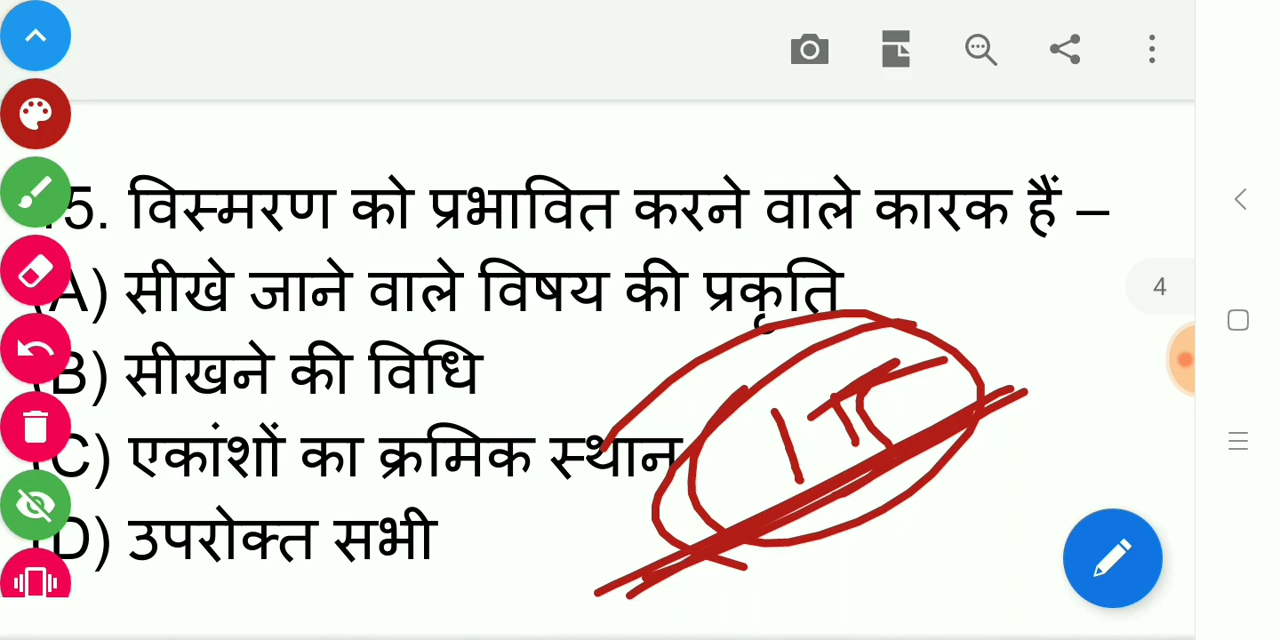 5. विस्मरण को प्रभावित करने वाले कारक हैं –
A) सीखे जाने वाले विषय की प्रकृति
4
B) सीखने की विधि
C) एकांशों का क्रमिक स्थान
D) उपरोक्त सभी